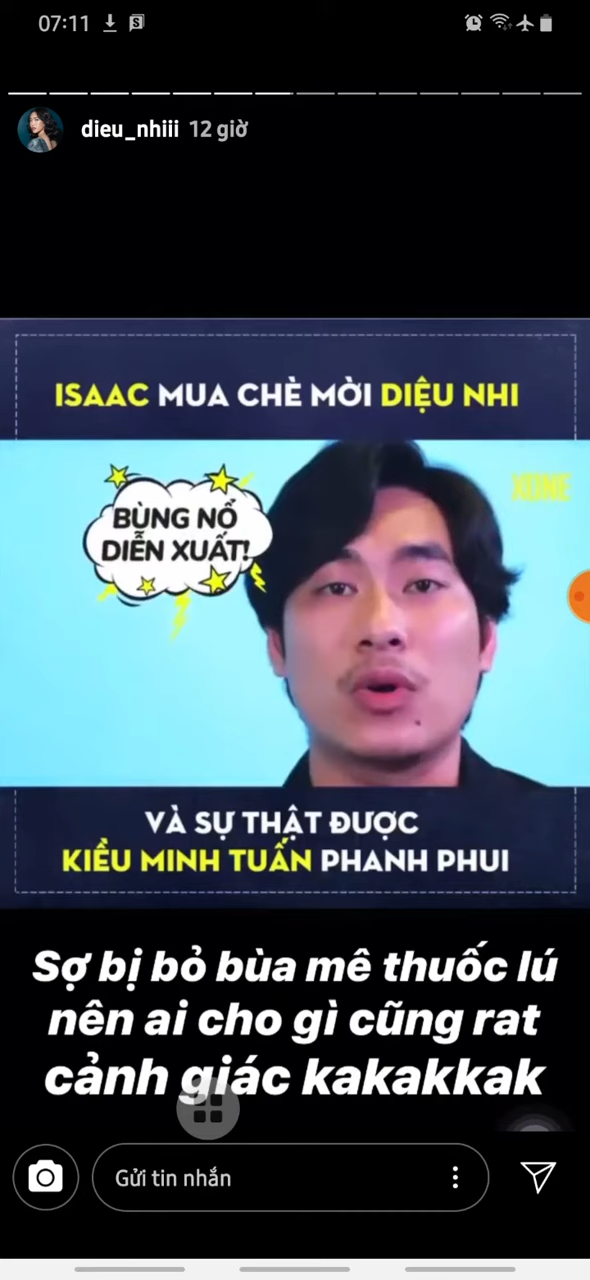 07:11
dieu_nhiii 12 giờ
ISAAC MUA CHÈ MỜI DIỆU NHI
XONE
BÙNG NỔ
DIỄN XUẤT!
VÀ SỰ THẬT ĐƯỢC
KIỀU MINH TUẤN PHANH PHUI
Sợ bị bỏ bùa mê thuốc lú
nên ai cho gì cũng rat
cảnh giác kakakkak
Gửi tin nhắn